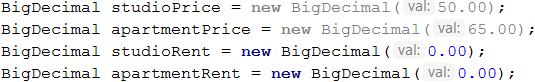 BigDecimal studioPrice = new BigDecimal( val: 50.00);
BigDecimal apartmentPrice = new BigDecimal( val: 65.00);
BigDecimal studioRent = new BigDecimal( val: 0.00);
BigDecimal apartmentRent = new BigDecimal( val: 0.00);